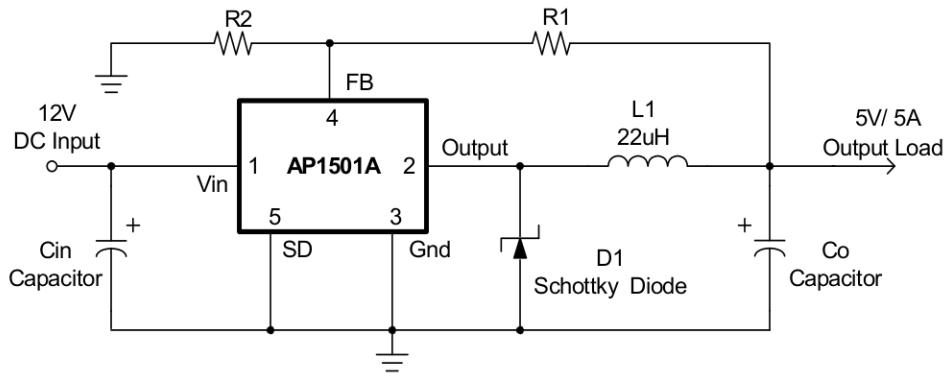 R2
R1
FB
4
12V
DC Input
L1
22uH
5V/ 5A
Output Load
1
AP1501A
2
Output
Vin
5
3
SD
Gnd
+
Cin
Capacitor
D1
Schottky Diode
+
Co
Capacitor